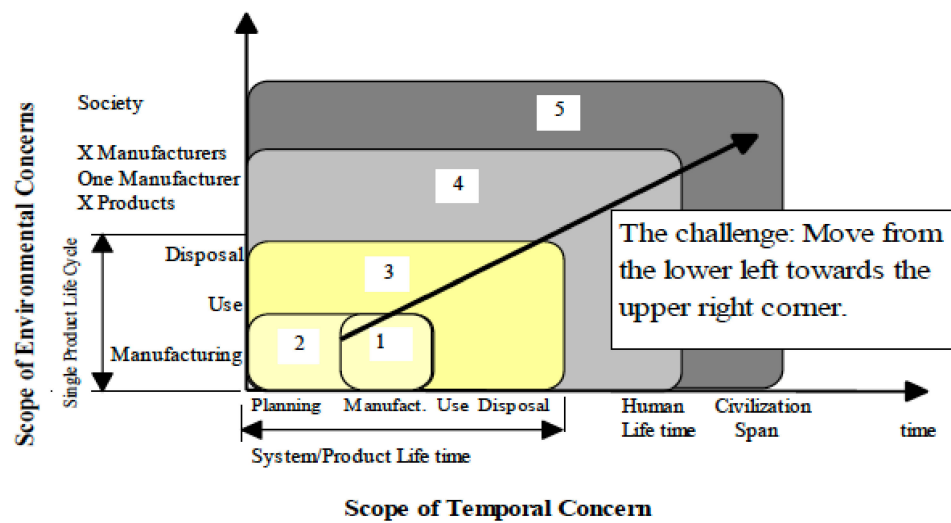 Scope of Environmental Concerns
Single Product Life Cycle
Society
X Manufacturers
One Manufacturer
X Products
Disposal
Use
Manufacturing
5
4
3
2
1
The challenge: Move from
the lower left towards the
upper right corner.
Planning Manufact. Use Disposal
Human
Life time
Civilization
Span
time
System/Product Life time
Scope of Temporal Concern